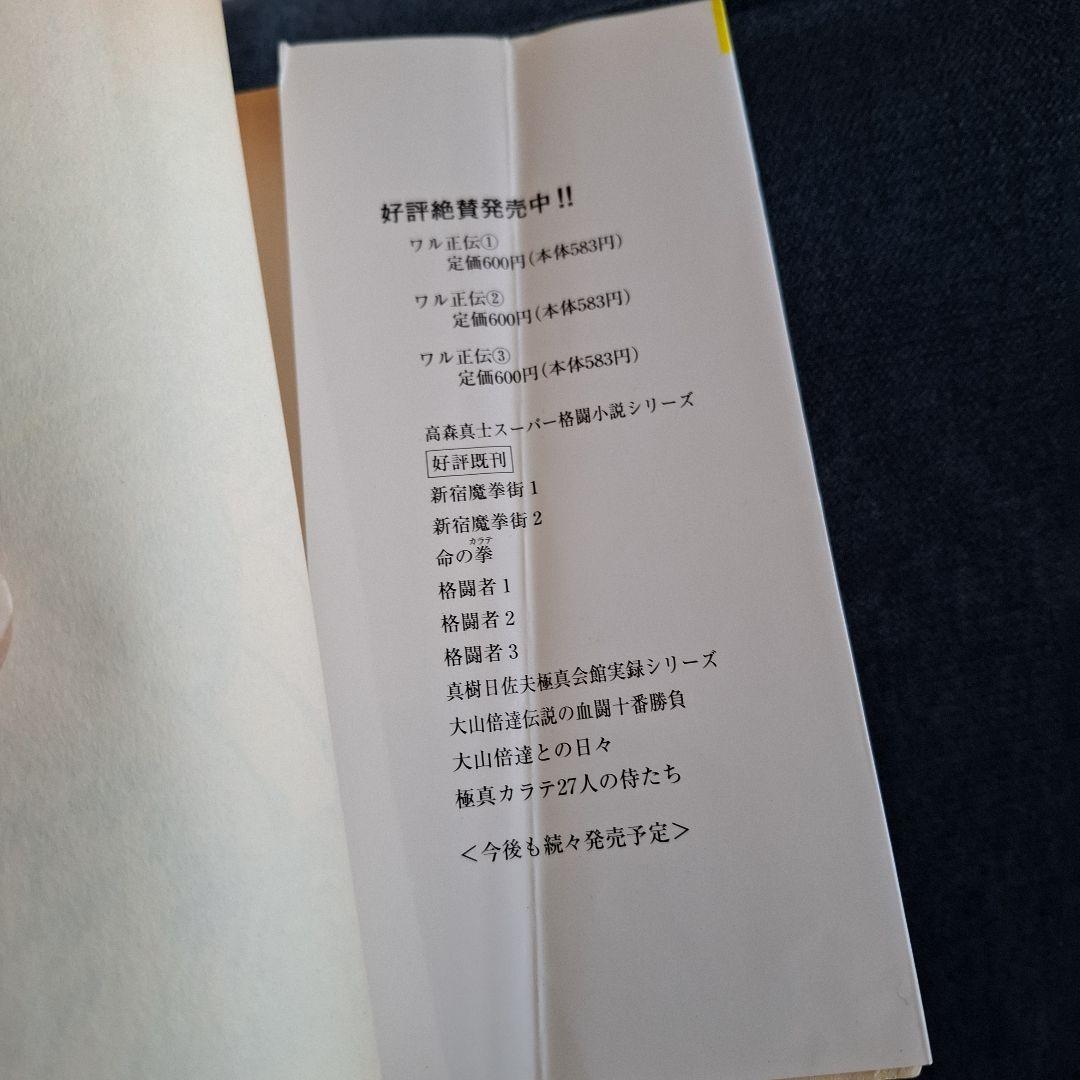 好評絶賛発売中!!
ワル正伝①
定価600円(本体583円)
ワル正伝②
定価600円(本体583円)
ワル正伝③
定価600円(本体583円)
高森真士スーパー格闘小説シリーズ
好評既刊
新宿魔拳街1
新宿魔拳街2
カラテ
命の拳
格闘者1
格闘者2
格闘者3
真樹日佐夫極真会館実録シリーズ
大山倍達伝説の血闘十番勝負
大山倍達との日々
極真カラテ27人の侍たち
＜今後も続々発売予定＞